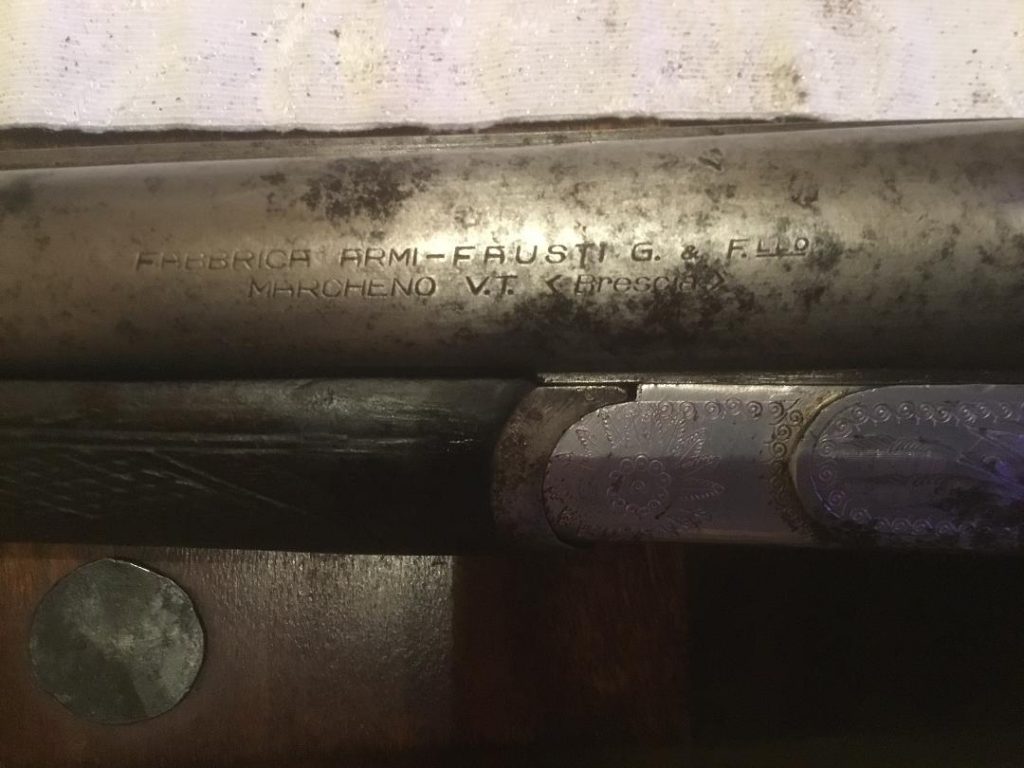 FABBRICA ARMI-FAUSTI G. & F.LLO
MARCHENO V.T. <Brescia>